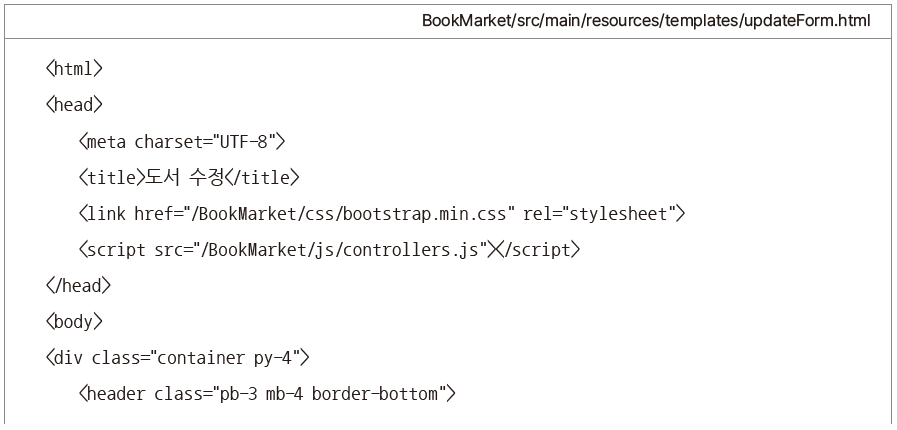 BookMarket/src/main/resources/templates/updateForm.html
<html>
<head>
<meta charset="UTF-8">
<title>도서 수정</title>
<link href="/BookMarket/css/bootstrap.min.css" rel="stylesheet">
<script src="/BookMarket/js/controllers.js"></script>
</head>
<body>
<div class="container py-4">
<header class="pb-3 mb-4 border-bottom">